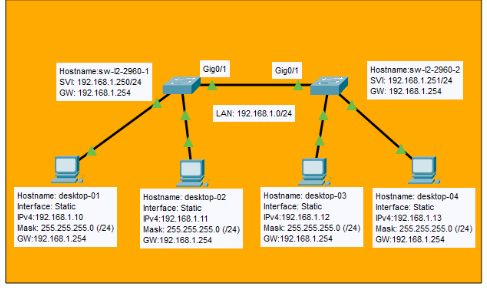 Hostname:sw-l2-2960-1
SVI: 192.168.1.250/24
GW: 192.168.1.254
Gig0/1
Gig0/1
Hostname:sw-l2-2960-2
SVI: 192.168.1.251/24
GW: 192.168.1.254
LAN: 192.168.1.0/24
Hostname: desktop-01
Interface: Static
IPv4:192.168.1.10
Mask: 255.255.255.0 (/24)
GW:192.168.1.254
Hostname: desktop-02
Interface: Static
IPv4:192.168.1.11
Mask: 255.255.255.0 (/24)
GW:192.168.1.254
Hostname: desktop-03
Interface: Static
IPv4:192.168.1.12
Mask: 255.255.255.0 (/24)
GW:192.168.1.254
Hostname: desktop-04
Interface: Static
IPv4:192.168.1.13
Mask: 255.255.255.0 (/24)
GW:192.168.1.254